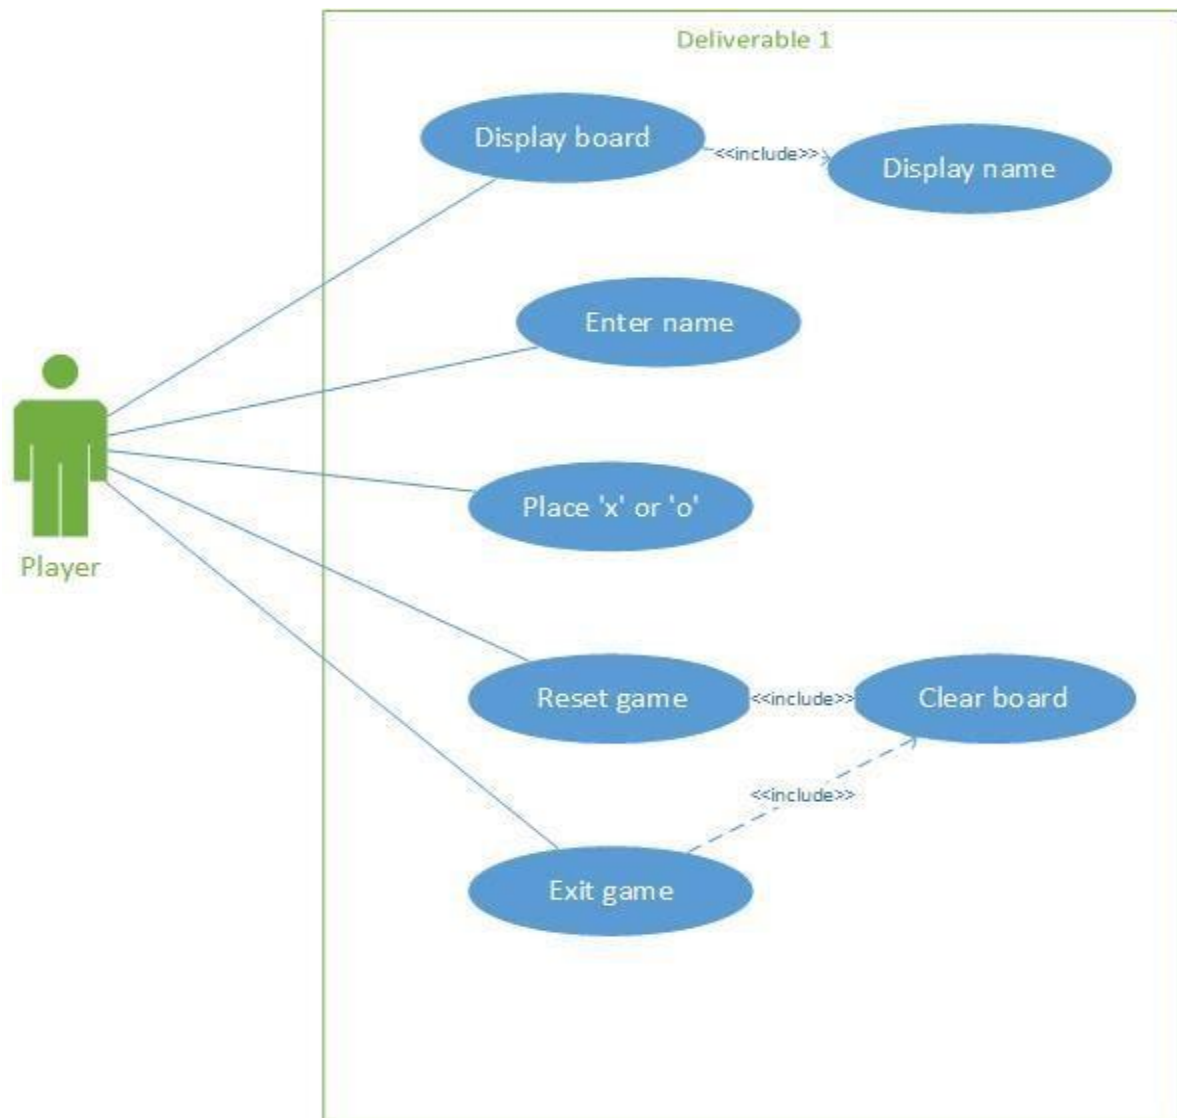 Deliverable 1
Display board
<<include>>
Display name
Enter name
Place 'x' or 'o'
Player
Reset game
<<include>>
Clear board
<<include>>
Exit game